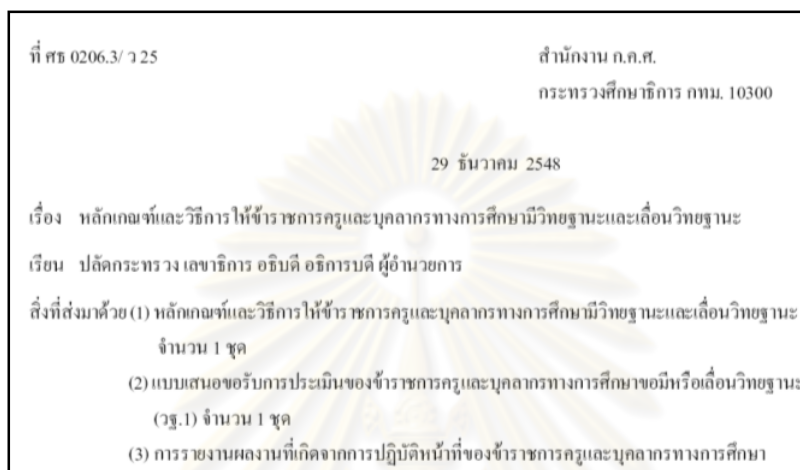 ที่ ศธ 0206.3/ ว 25
สำนักงาน ก.ค.ศ.
กระทรวงศึกษาธิการ กทม. 10300
29 ธันวาคม 2548
เรื่อง หลักเกณฑ์และวิธีการให้ข้าราชการครูและบุคลากรทางการศึกษามีวิทยฐานะและเลื่อนวิทยฐานะ
เรียน ปลัดกระทรวง เลขาธิการ อธิบดี อธิการบดี ผู้อำนวยการ
สิ่งที่ส่งมาด้วย (1) หลักเกณฑ์และวิธีการให้ข้าราชการครูและบุคลากรทางการศึกษามีวิทยฐานะและเลื่อนวิทยฐานะ
จำนวน 1 ชุด
(2) แบบเสนอขอรับการประเมินของข้าราชการครูและบุคลากรทางการศึกษาขอมีหรือเลื่อนวิทยฐานะ
(วฐ.1) จำนวน 1 ชุด
(3) การรายงานผลงานที่เกิดจากการปฏิบัติหน้าที่ของข้าราชการครูและบุคลากรทางการศึกษา